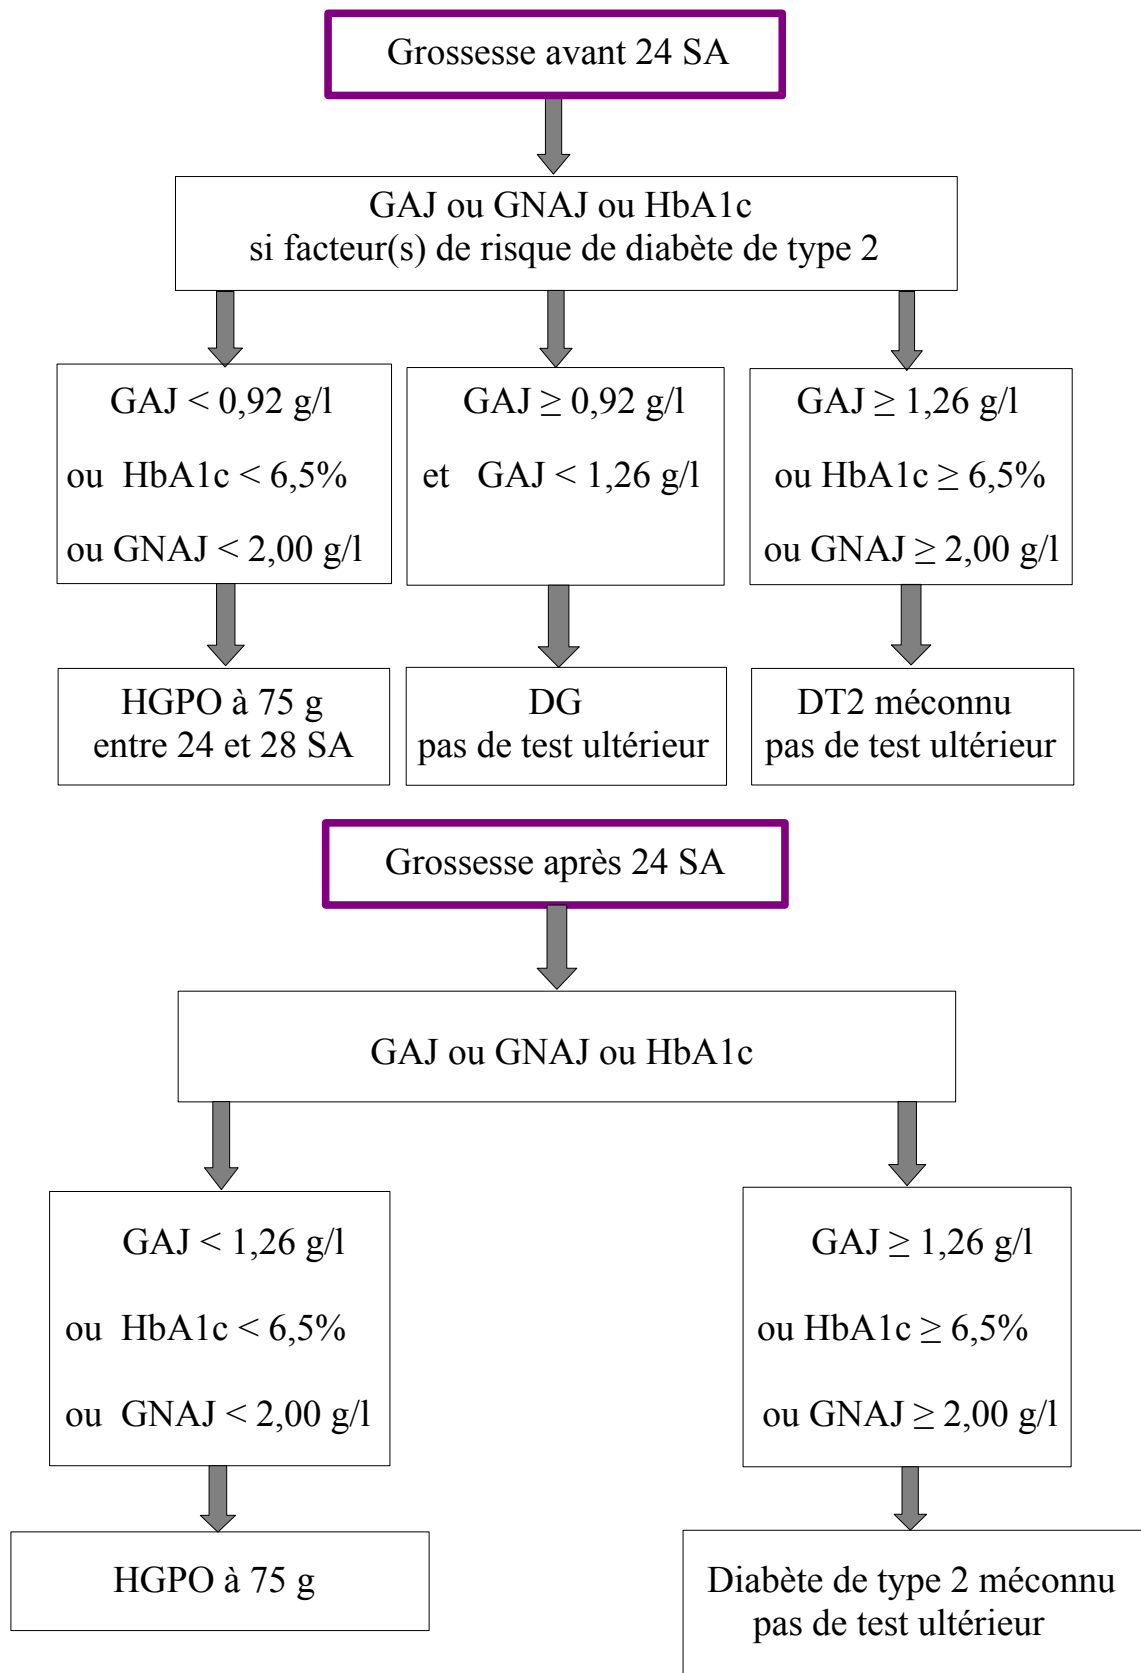 Grossesse avant 24 SA
GAJ ou GNAJ ou HbA1c
si facteur(s) de risque de diabète de type 2
GAJ < 0,92 g/l
ou HbA1c < 6,5%
ou GNAJ < 2,00 g/l
GAJ ≥ 0,92 g/l
et GAJ < 1,26 g/l
GAJ ≥ 1,26 g/l
ou HbA1c ≥ 6,5%
ou GNAJ ≥ 2,00 g/l
HGPO à 75 g
entre 24 et 28 SA
DG
pas de test ultérieur
DT2 méconnu
pas de test ultérieur
Grossesse après 24 SA
GAJ ou GNAJ ou HbA1c
GAJ < 1,26 g/l
ou HbA1c < 6,5%
ou GNAJ < 2,00 g/l
GAJ ≥ 1,26 g/l
ou HbA1c ≥ 6,5%
ou GNAJ ≥ 2,00 g/l
HGPO à 75 g
Diabète de type 2 méconnu
pas de test ultérieur